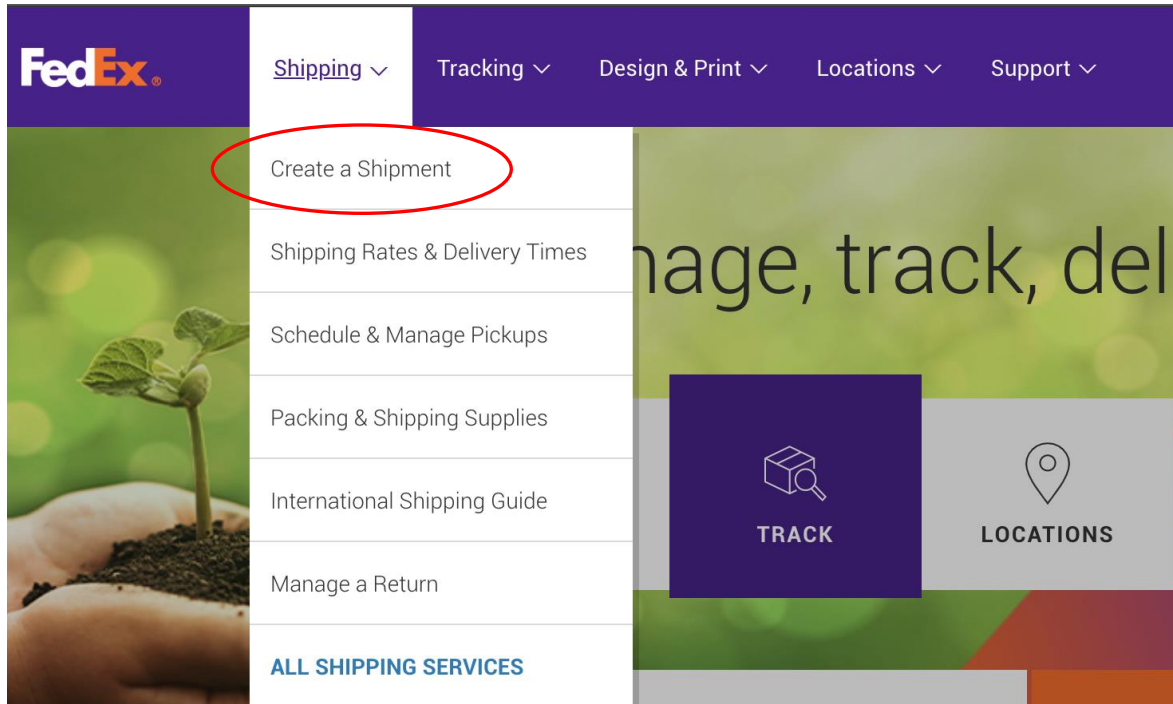 FedEx®
Shipping
Tracking
Design & Print
Locations
Support
Create a Shipment
Shipping Rates & Delivery Times
Schedule & Manage Pickups
Packing & Shipping Supplies
International Shipping Guide
Manage a Return
ALL SHIPPING SERVICES
nage, track, del
TRACK
LOCATIONS